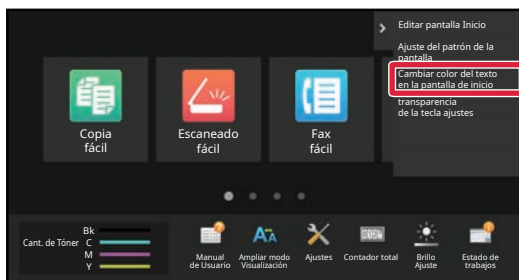 Editar pantalla Inicio
Ajuste del patrón de la
pantalla
Cambiar color del texto
en la pantalla de inicio
transparencia
de la tecla ajustes
Copia
fácil
Escaneado
fácil
Fax
fácil
Cant. de Tóner
Bk
C
M
Y
Manual
de Usuario
Ampliar modo
Visualización
Ajustes
Contador total
Brillo
Ajuste
Estado de
trabajos